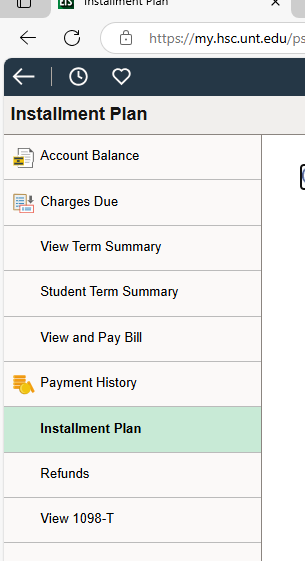 Installment Plan
https://my.hsc.unt.edu/ps
Installment Plan
Account Balance
Charges Due
View Term Summary
Student Term Summary
View and Pay Bill
Payment History
Installment Plan
Refunds
View 1098-T